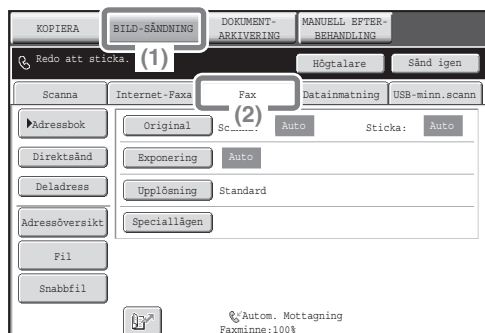 KOPIERA BILD-SÄNDNING DOKUMENT-ARKIVERING MANUELL EFTER-BEHANDLING
Redo att sticka. (1) Högtalare Sänd igen
Scanna Internet-Faxa Fax Datainmatning USB-minn.scann
(2)
Adressbok Original Auto Sticka: Auto
Direktsänd Exponering Auto
Deladress Upplösning Standard
Adressöversikt Speciallägen
Fil
Snabbfil
Autom. Mottagning
Faxminne:100%